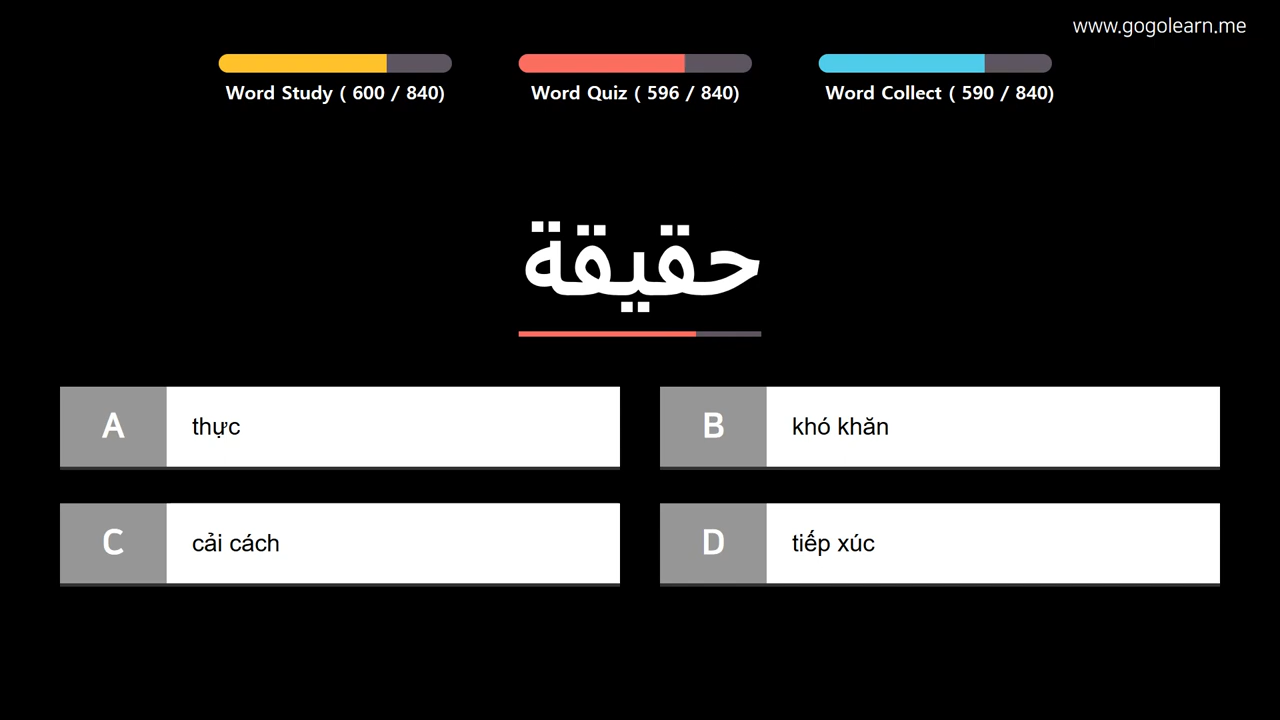 www.gogolearn.me
Word Study ( 600 / 840)
Word Quiz ( 596 / 840)
Word Collect ( 590 / 840)
حقيقة
A thực
B khó khăn
C cải cách
D tiếp xúc